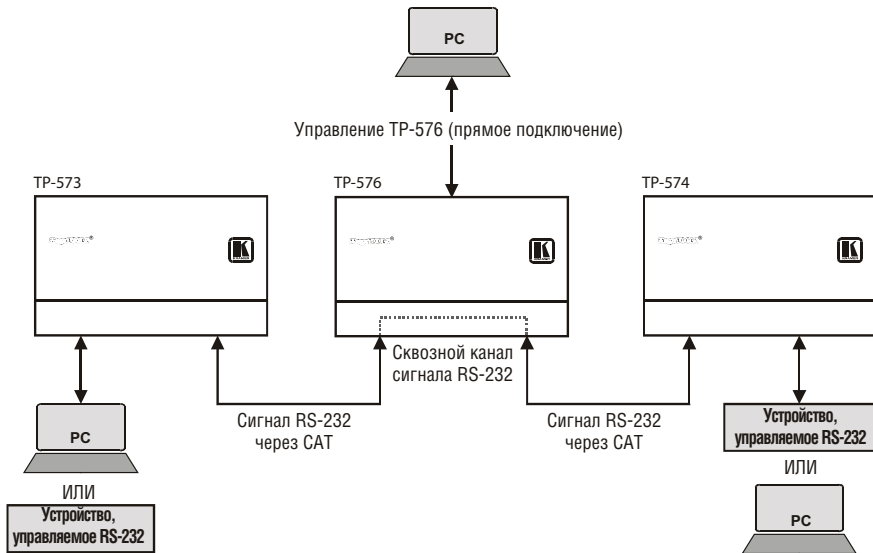 PC
Управление TP-576 (прямое подключение)
TP-573
TP-576
TP-574
Сквозной канал
сигнала RS-232
Сигнал RS-232
через CAT
Сигнал RS-232
через CAT
PC
ИЛИ
Устройство,
управляемое RS-232
Устройство,
управляемое RS-232
ИЛИ
PC